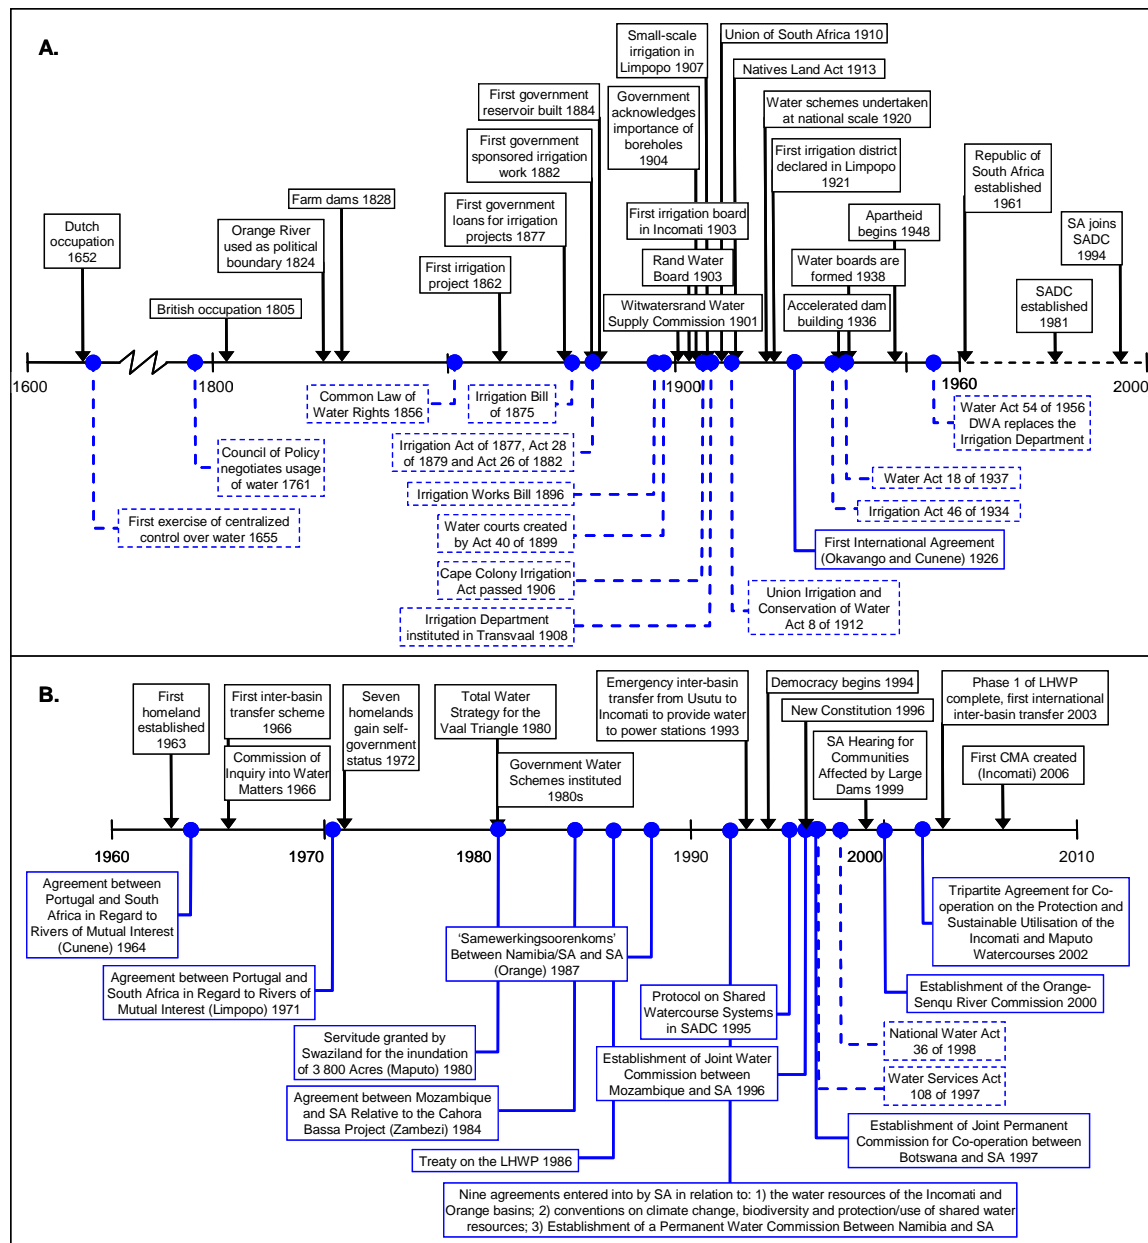 A.
Small-scale
irrigation in
Limpopo 1907
Union of South Africa 1910
Natives Land Act 1913
First government
reservoir built 1884
Government
acknowledges
importance of
boreholes
1904
Water schemes undertaken
at national scale 1920
First government
sponsored irrigation
work 1882
First irrigation district
declared in Limpopo
1921
Republic of
South Africa
established
1961
Farm dams 1828
First government
loans for irrigation
projects 1877
First irrigation board
in Incomati 1903
Apartheid
begins 1948
SA joins
SADC
1994
Dutch
occupation
1652
Orange River
used as political
boundary 1824
First irrigation
project 1862
Rand Water
Board 1903
Water boards are
formed 1938
SADC
established
1981
British occupation 1805
Witwatersrand Water
Supply Commission 1901
Accelerated dam
building 1936
1600
1800
1900
1960
2000
Common Law of
Water Rights 1856
Irrigation Bill
of 1875
Water Act 54 of 1956
DWA replaces the
Irrigation Department
Council of Policy
negotiates usage
of water 1761
Irrigation Act of 1877, Act 28
of 1879 and Act 26 of 1882
Water Act 18 of 1937
Irrigation Works Bill 1896
Irrigation Act 46 of 1934
First exercise of centralized
control over water 1655
Water courts created
by Act 40 of 1899
First International Agreement
(Okavango and Cunene) 1926
Cape Colony Irrigation
Act passed 1906
Union Irrigation and
Conservation of Water
Act 8 of 1912
Irrigation Department
instituted in Transvaal 1908
B.
First
homeland
established
1963
First inter-basin
transfer scheme
1966
Seven
homelands
gain self-
government
status 1972
Total Water
Strategy for the
Vaal Triangle 1980
Emergency inter-basin
transfer from Usutu to
Incomati to provide water
to power stations 1993
Democracy begins 1994
Phase 1 of LHWP
complete, first international
inter-basin transfer 2003
New Constitution 1996
Commission of
Inquiry into Water
Matters 1966
Government Water
Schemes instituted
1980s
SA Hearing for
Communities
Affected by Large
Dams 1999
First CMA created
(Incomati) 2006
1960
1970
1980
1990
2000
2010
Agreement between
Portugal and South
Africa in Regard to
Rivers of Mutual Interest
(Cunene) 1964
Tripartite Agreement for Co-
operation on the Protection and
Sustainable Utilisation of the
Incomati and Maputo
Watercourses 2002
‘Samewerkingsoorenkoms’
Between Namibia/SA and SA
(Orange) 1987
Agreement between Portugal and
South Africa in Regard to Rivers of
Mutual Interest (Limpopo) 1971
Protocol on Shared
Watercourse Systems
in SADC 1995
Establishment of the Orange-
Senqu River Commission 2000
Servitude granted by
Swaziland for the inundation
of 3 800 Acres (Maputo) 1980
National Water Act
36 of 1998
Establishment of Joint Water
Commission between
Mozambique and SA 1996
Water Services Act
108 of 1997
Agreement between Mozambique
and SA Relative to the Cahora
Bassa Project (Zambezi) 1984
Establishment of Joint Permanent
Commission for Co-operation between
Botswana and SA 1997
Treaty on the LHWP 1986
Nine agreements entered into by SA in relation to: 1) the water resources of the Incomati and
Orange basins; 2) conventions on climate change, biodiversity and protection/use of shared water
resources; 3) Establishment of a Permanent Water Commission Between Namibia and SA